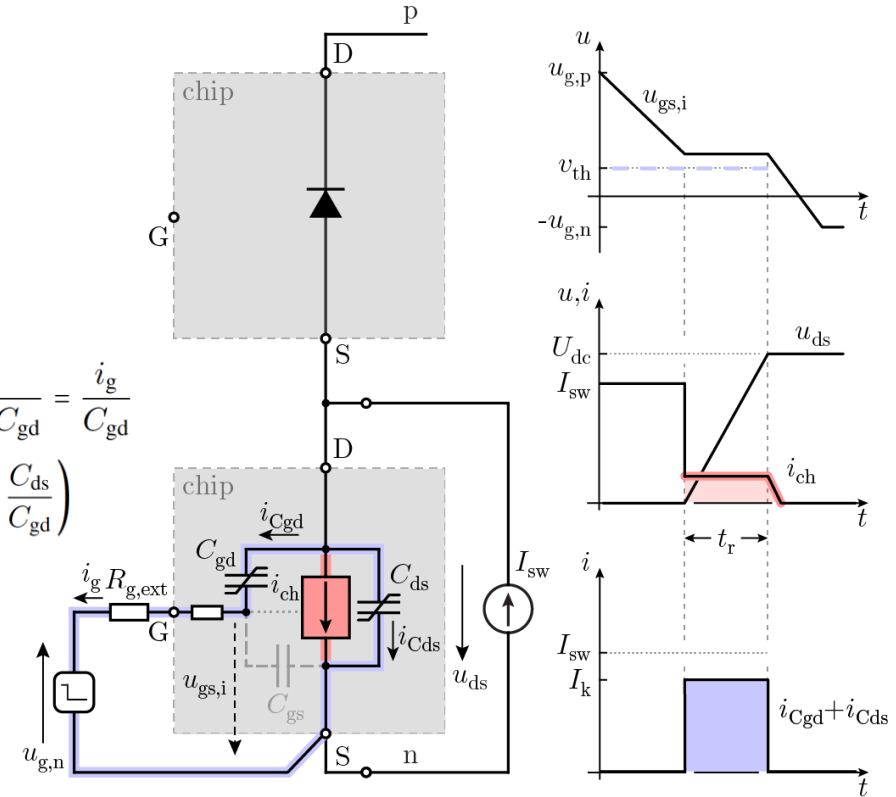 p
D
chip
G
S
C_gd = i_g / C_gd
C_ds / C_gd )
D
chip
i_Cgd
C_gd
i_ch
C_ds
i_g R_g,ext
G
i_Cds
u_gs,i
C_gs
u_g,n
S
n
u_ds
I_sw
u
u_g,p
u_gs,i
v_th
-u_g,n
t
u,i
u_ds
U_dc
I_sw
i_ch
t
t_r
i
I_sw
I_k
i_Cgd+i_Cds
t